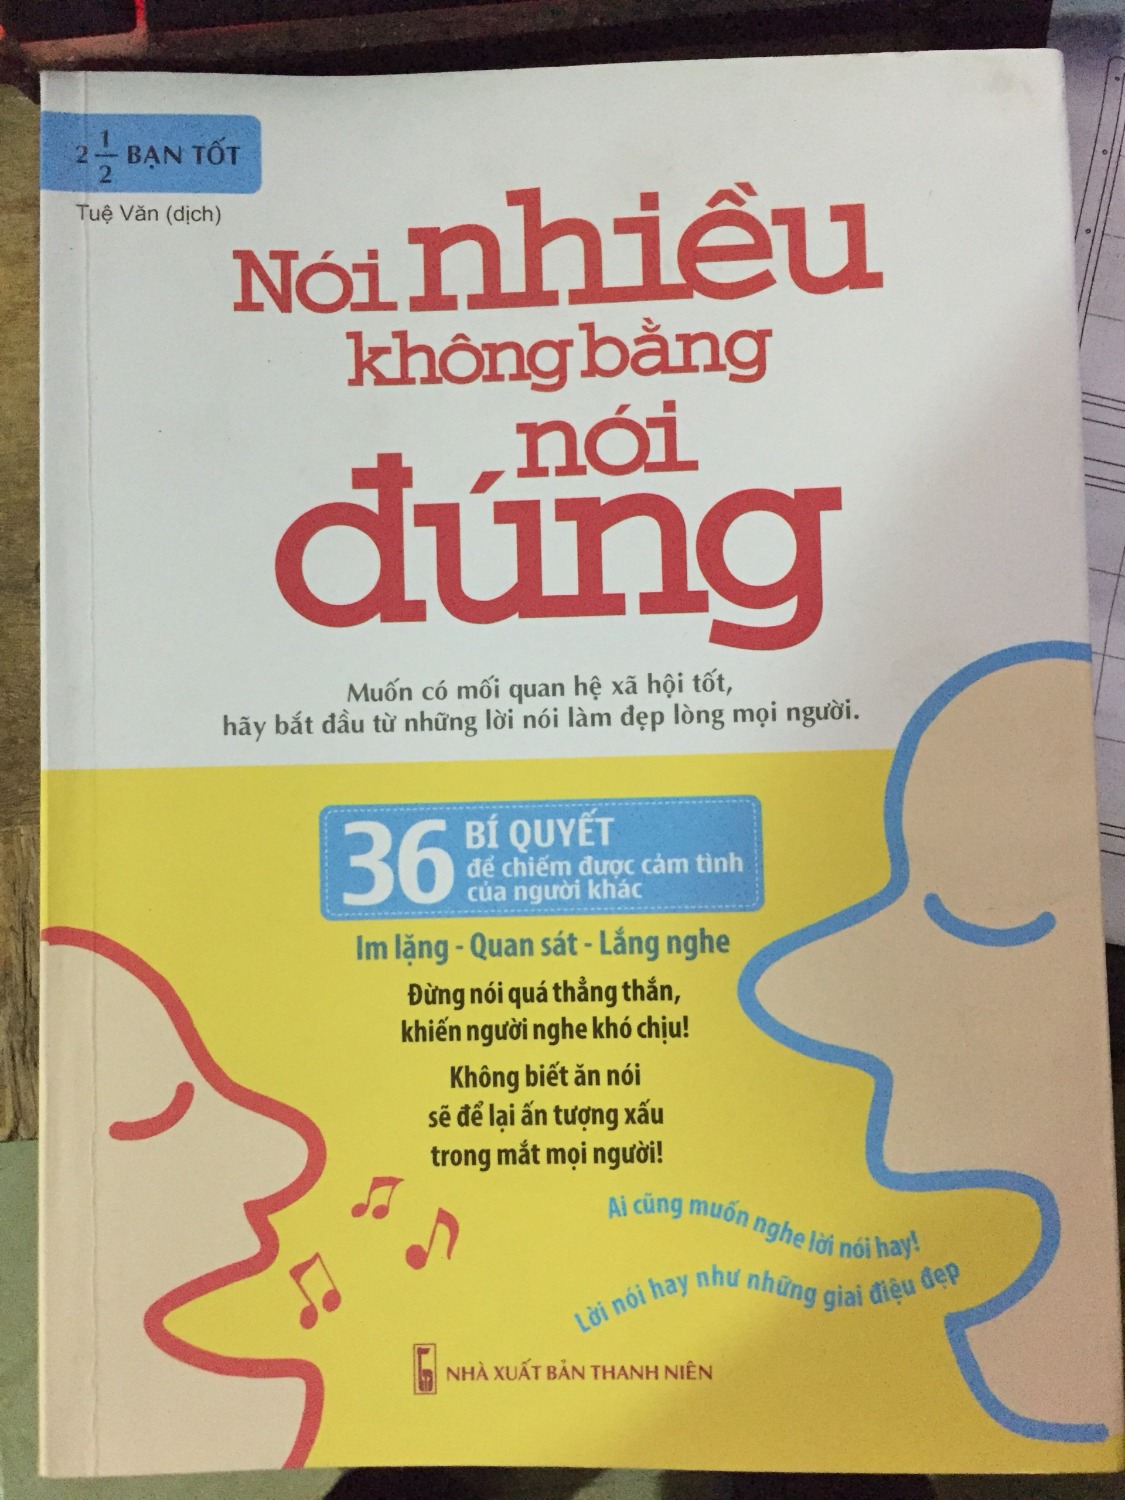 2 1/2 BẠN TỐT
Tuệ Văn (dịch)
Nói nhiều
không bằng
nói
đúng
Muốn có mối quan hệ xã hội tốt,
hãy bắt đầu từ những lời nói làm đẹp lòng mọi người.
36 BÍ QUYẾT
để chiếm được cảm tình
của người khác
Im lặng - Quan sát - Lắng nghe
Đừng nói quá thẳng thắn,
khiến người nghe khó chịu!
Không biết ăn nói
sẽ để lại ấn tượng xấu
trong mắt mọi người!
Ai cũng muốn nghe lời nói hay!
Lời nói hay như những giai điệu đẹp
NHÀ XUẤT BẢN THANH NIÊN